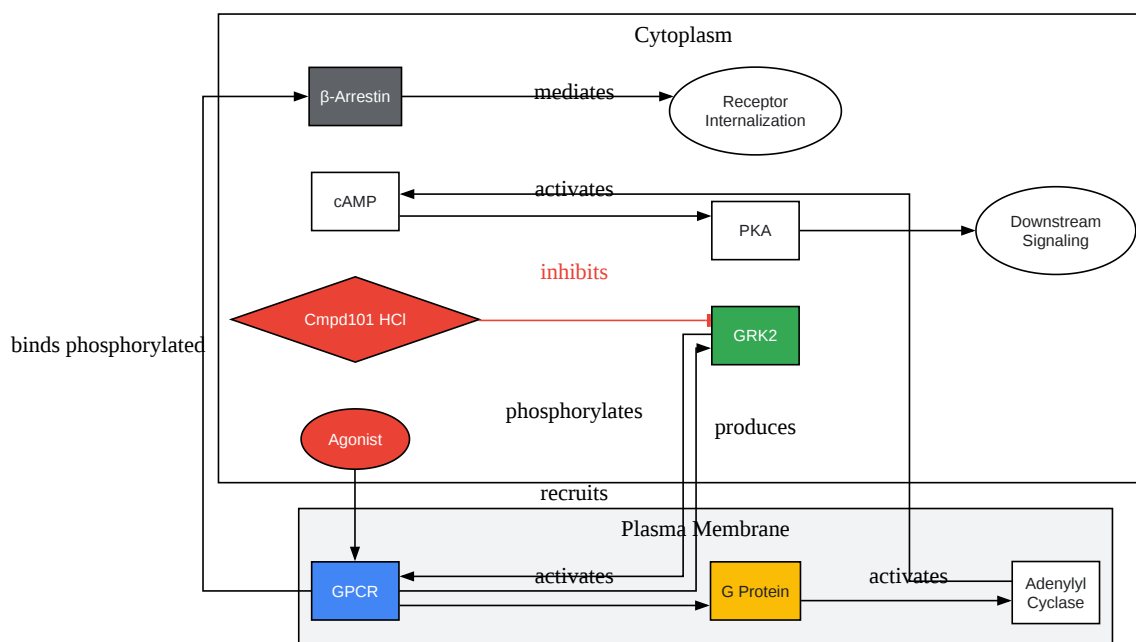 Cytoplasm
β-Arrestin
mediates
Receptor
Internalization
cAMP
activates
PKA
Downstream
Signaling
inhibits
Cmpd101 HCl
GRK2
binds phosphorylated
phosphorylates
produces
Agonist
recruits
Plasma Membrane
GPCR
activates
G Protein
activates
Adenylyl
Cyclase